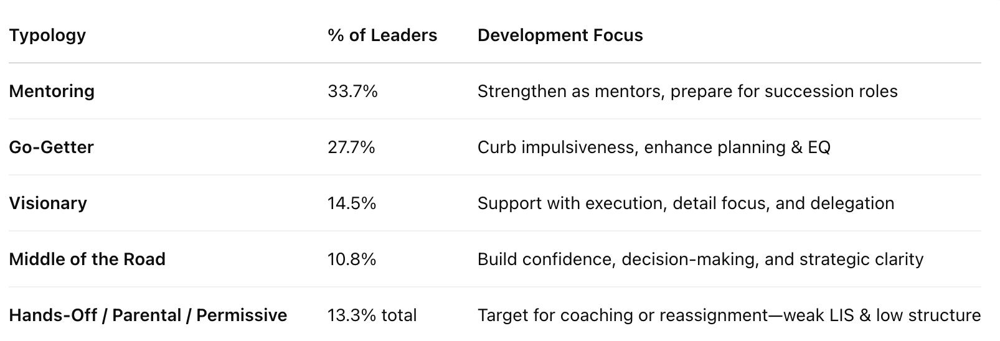 Typology % of Leaders Development Focus
Mentoring 33.7% Strengthen as mentors, prepare for succession roles
Go-Getter 27.7% Curb impulsiveness, enhance planning & EQ
Visionary 14.5% Support with execution, detail focus, and delegation
Middle of the Road 10.8% Build confidence, decision-making, and strategic clarity
Hands-Off / Parental / Permissive 13.3% total Target for coaching or reassignment—weak LIS & low structure